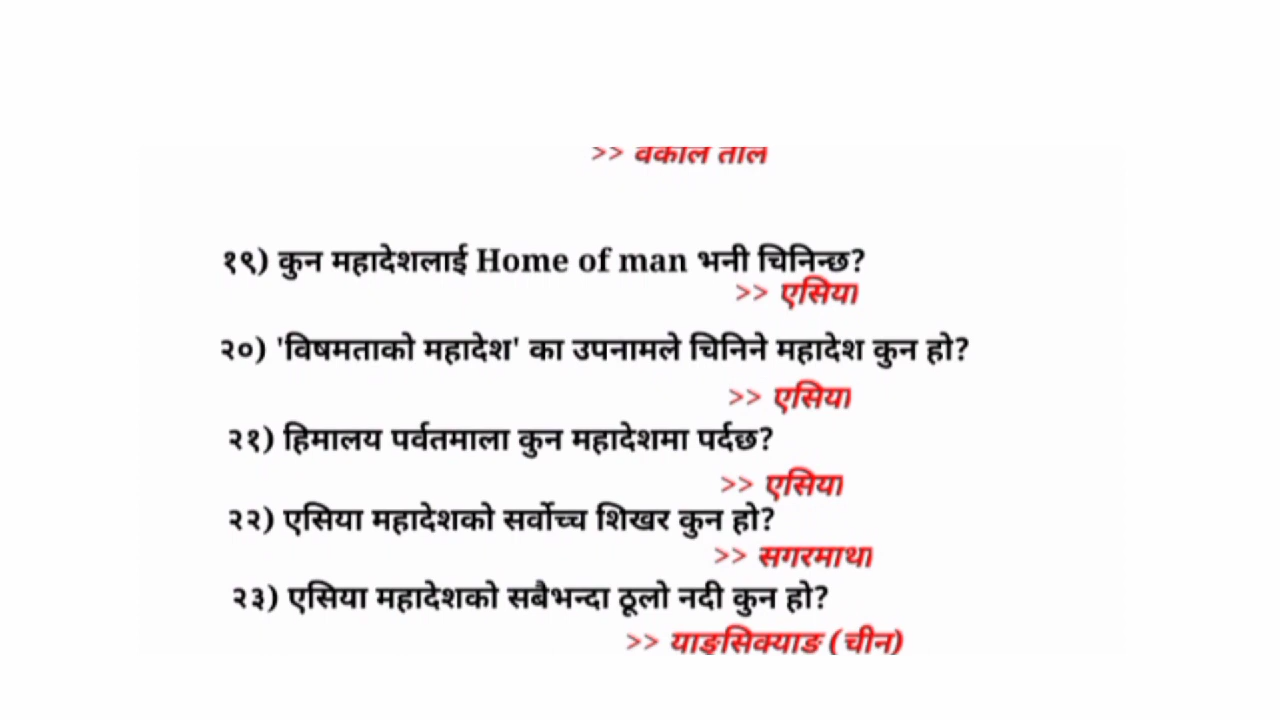 >> वकाल ताल
१९) कुन महादेशलाई Home of man भनी चिनिन्छ?
>> एसिया
२०) 'विषमताको महादेश' का उपनामले चिनिने महादेश कुन हो?
>> एसिया
२१) हिमालय पर्वतमाला कुन महादेशमा पर्दछ?
>> एसिया
२२) एसिया महादेशको सर्वोच्च शिखर कुन हो?
>> सगरमाथा
२३) एसिया महादेशको सबैभन्दा ठूलो नदी कुन हो?
>> याङसिक्याङ (चीन)